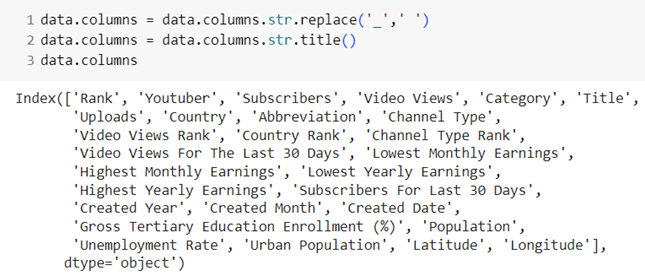 1 data.columns = data.columns.str.replace('_',' ')
2 data.columns = data.columns.str.title()
3 data.columns
Index(['Rank', 'Youtuber', 'Subscribers', 'Video Views', 'Category', 'Title',
'Uploads', 'Country', 'Abbreviation', 'Channel Type',
'Video Views Rank', 'Country Rank', 'Channel Type Rank',
'Video Views For The Last 30 Days', 'Lowest Monthly Earnings',
'Highest Monthly Earnings', 'Lowest Yearly Earnings',
'Highest Yearly Earnings', 'Subscribers For Last 30 Days',
'Created Year', 'Created Month', 'Created Date',
'Gross Tertiary Education Enrollment (%)', 'Population',
'Unemployment Rate', 'Urban Population', 'Latitude', 'Longitude'],
dtype='object')